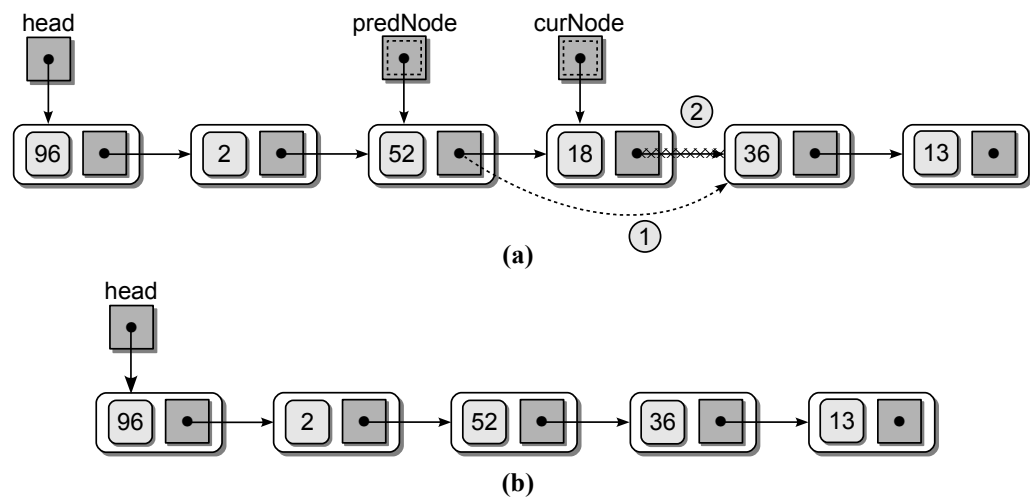 head predNode curNode
2
96 2 52 18 36 13
1
(a)
head
96 2 52 36 13
(b)